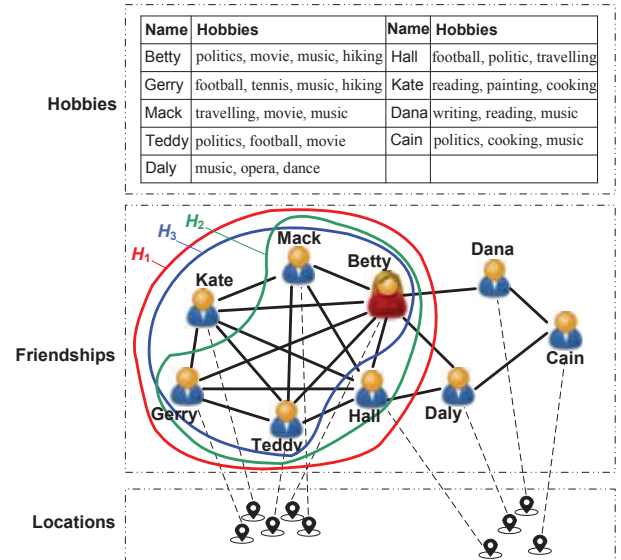 Name Hobbies Name Hobbies
Betty politics, movie, music, hiking Hall football, politic, travelling
Gerry football, tennis, music, hiking Kate reading, painting, cooking
Hobbies
Mack travelling, movie, music Dana writing, reading, music
Teddy politics, football, movie Cain politics, cooking, music
Daly music, opera, dance
H2
H3
H1
Mack
Betty
Dana
Kate
Friendships
Cain
Gerry
Teddy
Hall
Daly
Locations